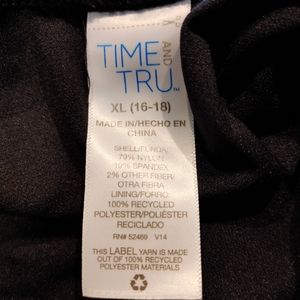 TIME AND
TRU™
XL (16-18)
MADE IN/HECHO EN
CHINA
SHELL/FUNDA:
79% NYLON
19% SPANDEX
2% OTHER FIBER/
OTRA FIBRA
LINING/FORRO:
100% RECYCLED
POLYESTER/POLIÉSTER
RECICLADO
RN# 52469 V14
THIS LABEL YARN IS MADE
OUT OF 100% RECYCLED
POLYESTER MATERIALS